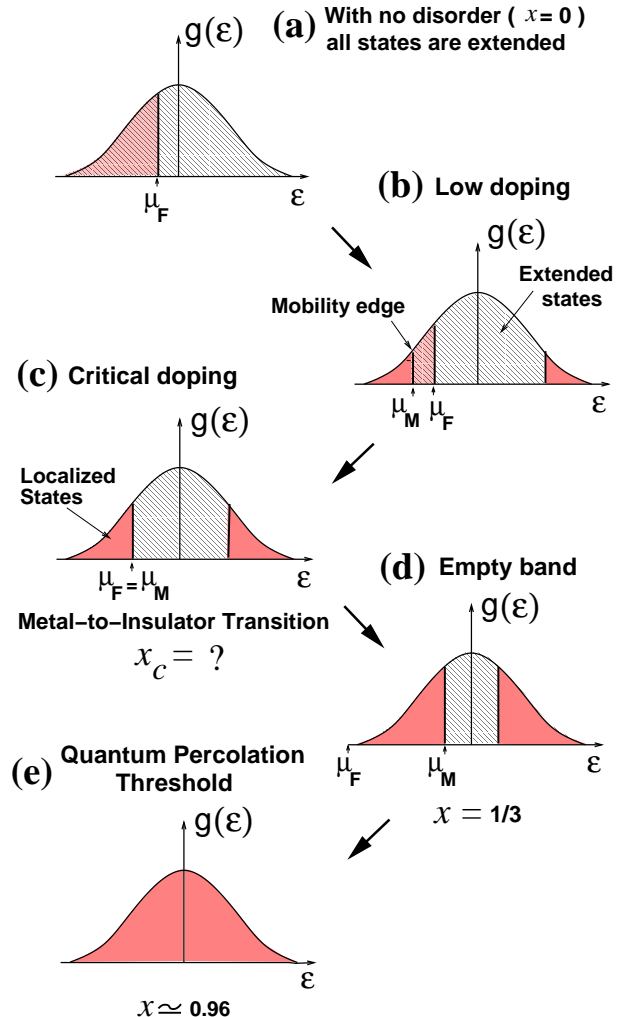 (a) With no disorder ( x = 0 )
all states are extended
g(ε)
μF
ε
(b) Low doping
g(ε)
Extended
states
Mobility edge
μM μF
ε
(c) Critical doping
g(ε)
Localized
States
μF = μM
ε
Metal–to–Insulator Transition
xc = ?
(d) Empty band
g(ε)
μF μM
ε
x = 1/3
(e) Quantum Percolation
Threshold
g(ε)
ε
x ≃ 0.96